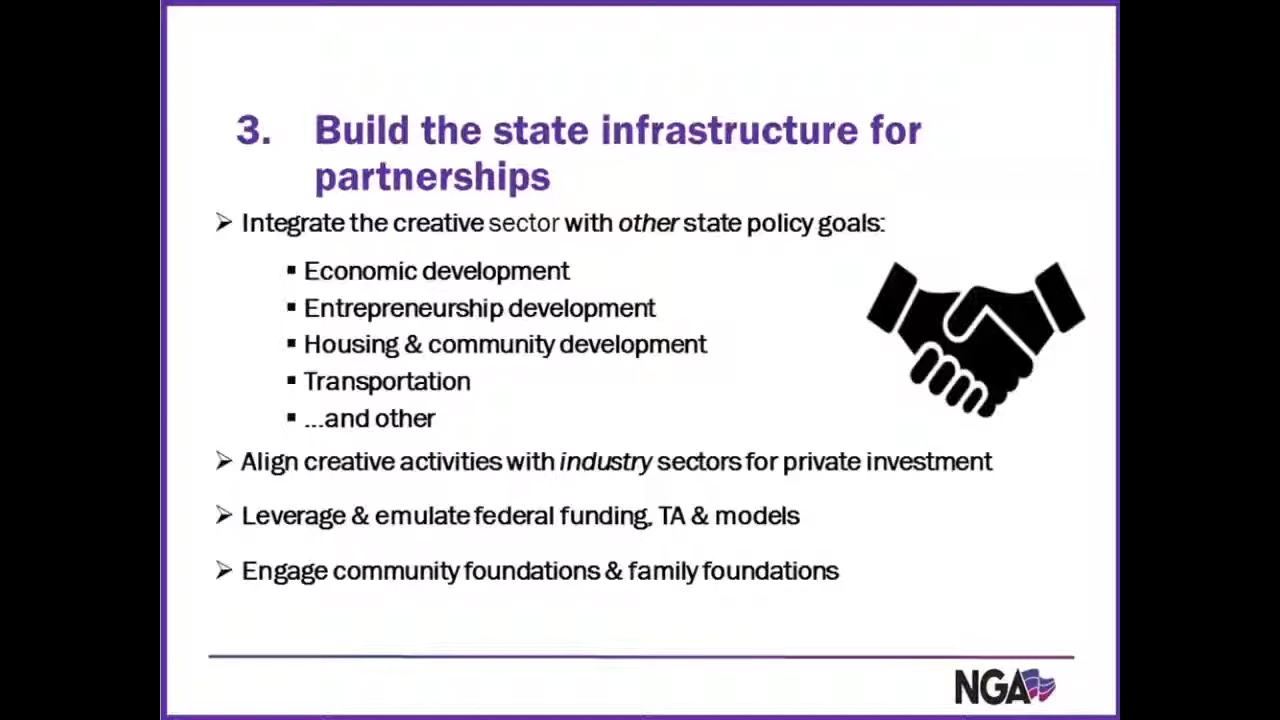 3. Build the state infrastructure for
partnerships
➢ Integrate the creative sector with other state policy goals:
▪ Economic development
▪ Entrepreneurship development
▪ Housing & community development
▪ Transportation
▪ ...and other
➢ Align creative activities with industry sectors for private investment
➢ Leverage & emulate federal funding, TA & models
➢ Engage community foundations & family foundations
NGA